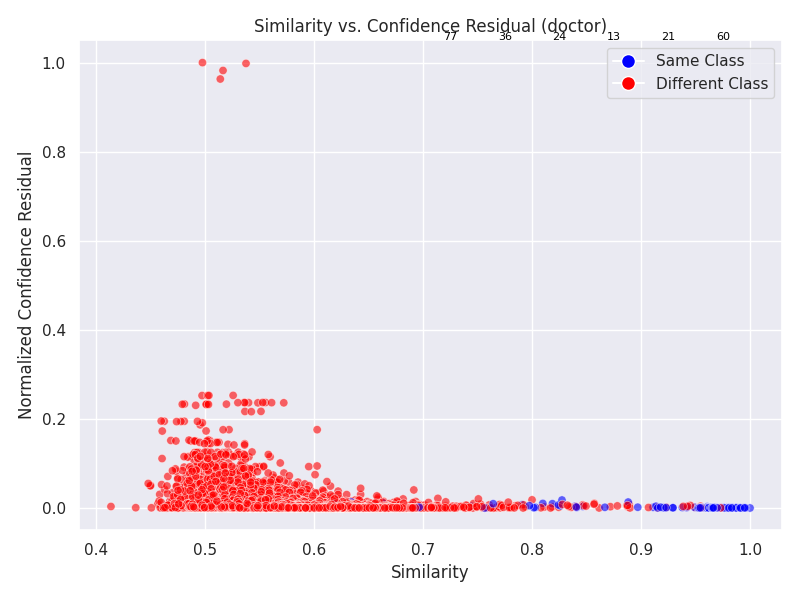 Similarity vs. Confidence Residual (doctor)
77 36 24 13 21 60
Same Class
Different Class
1.0
0.8
0.6
0.4
0.2
0.0
Normalized Confidence Residual
0.4 0.5 0.6 0.7 0.8 0.9 1.0
Similarity